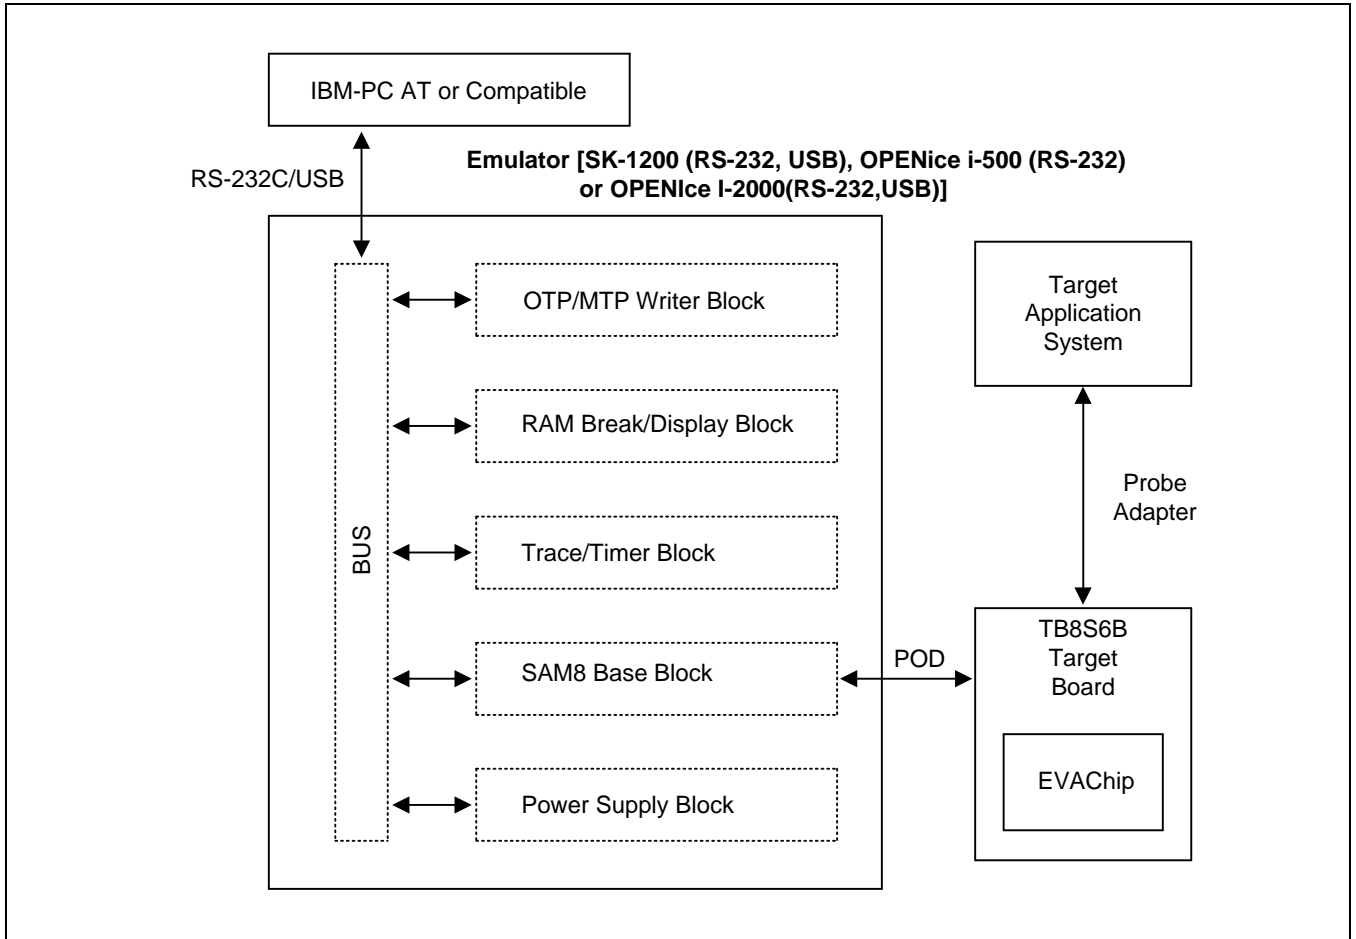 IBM-PC AT or Compatible
RS-232C/USB
Emulator [SK-1200 (RS-232, USB), OPENice i-500 (RS-232)
or OPENIce I-2000(RS-232,USB)]
BUS
OTP/MTP Writer Block
RAM Break/Display Block
Trace/Timer Block
SAM8 Base Block
Power Supply Block
POD
Target
Application
System
Probe
Adapter
TB8S6B
Target
Board
EVAChip